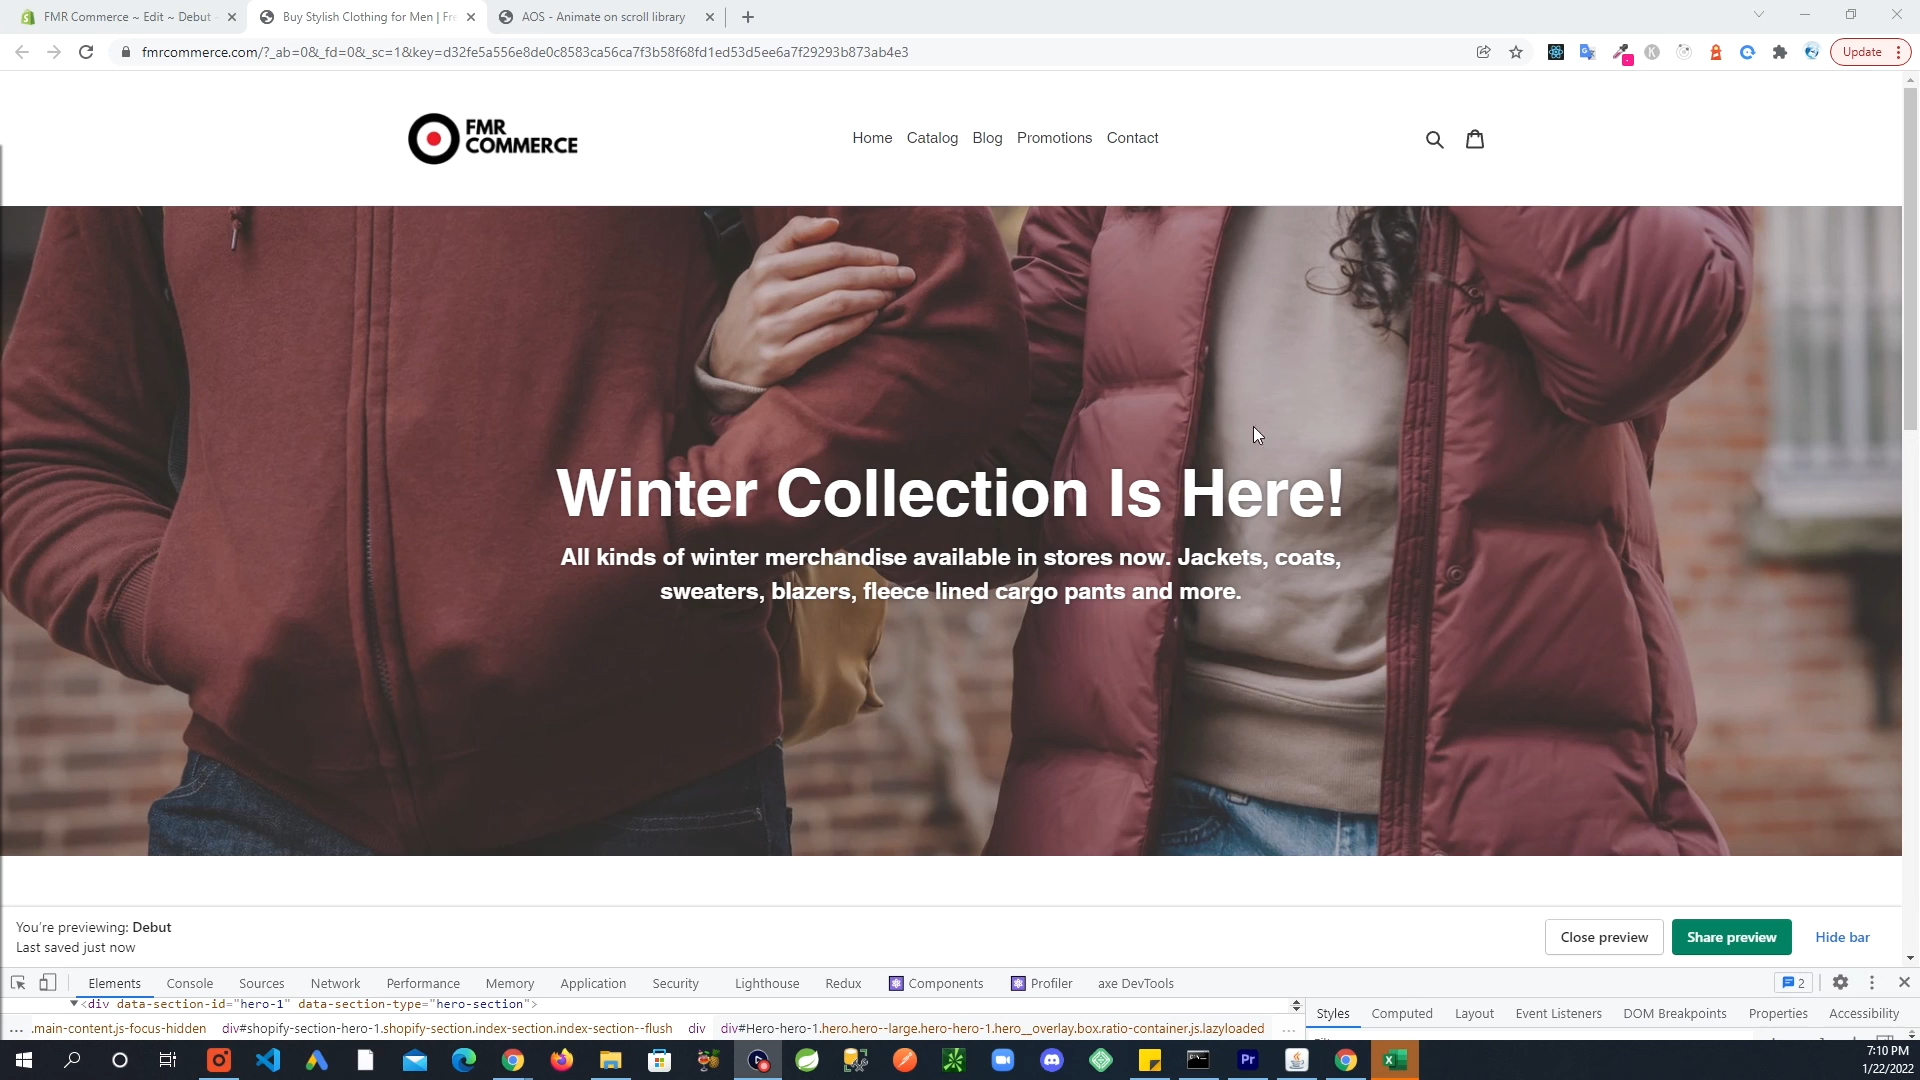 FMR Commerce ~ Edit ~ Debut
Buy Stylish Clothing for Men | Fre
AOS - Animate on scroll library
fmrcommerce.com/?_ab=0&_fd=0&_sc=1&key=d32fe5a556e8de0c8583ca56ca7f3b58f68fd1ed53d5ee6a7f29293b873ab4e3
Update
FMR
COMMERCE
Home Catalog Blog Promotions Contact
Winter Collection Is Here!
All kinds of winter merchandise available in stores now. Jackets, coats,
sweaters, blazers, fleece lined cargo pants and more.
You're previewing: Debut
Last saved just now
Close preview
Share preview
Hide bar
Elements Console Sources Network Performance Memory Application Security Lighthouse Redux Components Profiler axe DevTools
2
<div data-section-id="hero-1" data-section-type="hero-section">
... .main-content.js-focus-hidden div#shopify-section-hero-1.shopify-section.index-section.index-section--flush div div#Hero-hero-1.hero.hero--large.hero-hero-1.hero__overlay.box.ratio-container.js.lazyloaded ...
Styles Computed Layout Event Listeners DOM Breakpoints Properties Accessibility
Pr
7:10 PM
1/22/2022